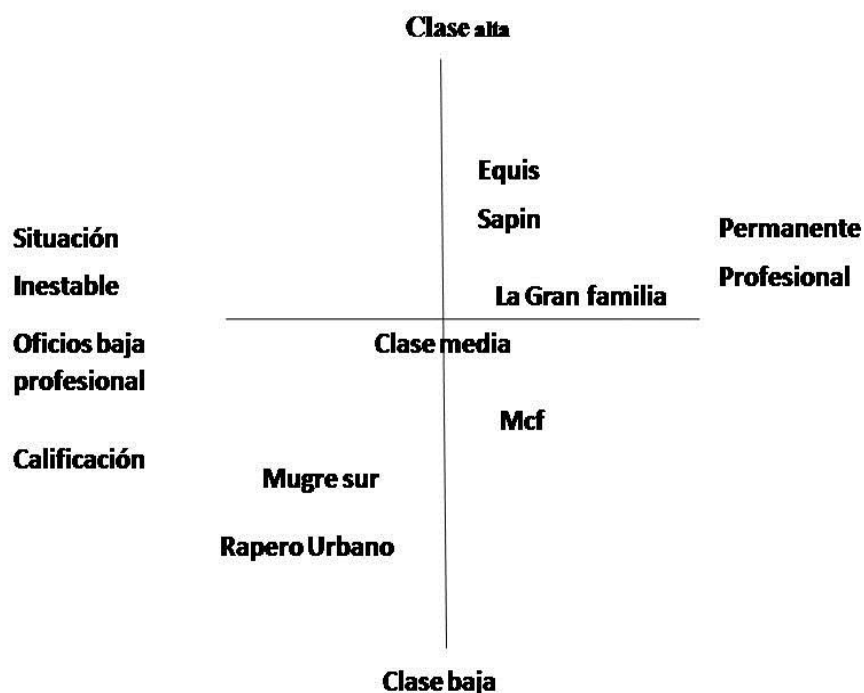 Clase alta
Equis
Sapin
Permanente
Situación
Profesional
Inestable
La Gran familia
Oficios baja
Clase media
profesional
Mcf
Calificación
Mugre sur
Rapero Urbano
Clase baja